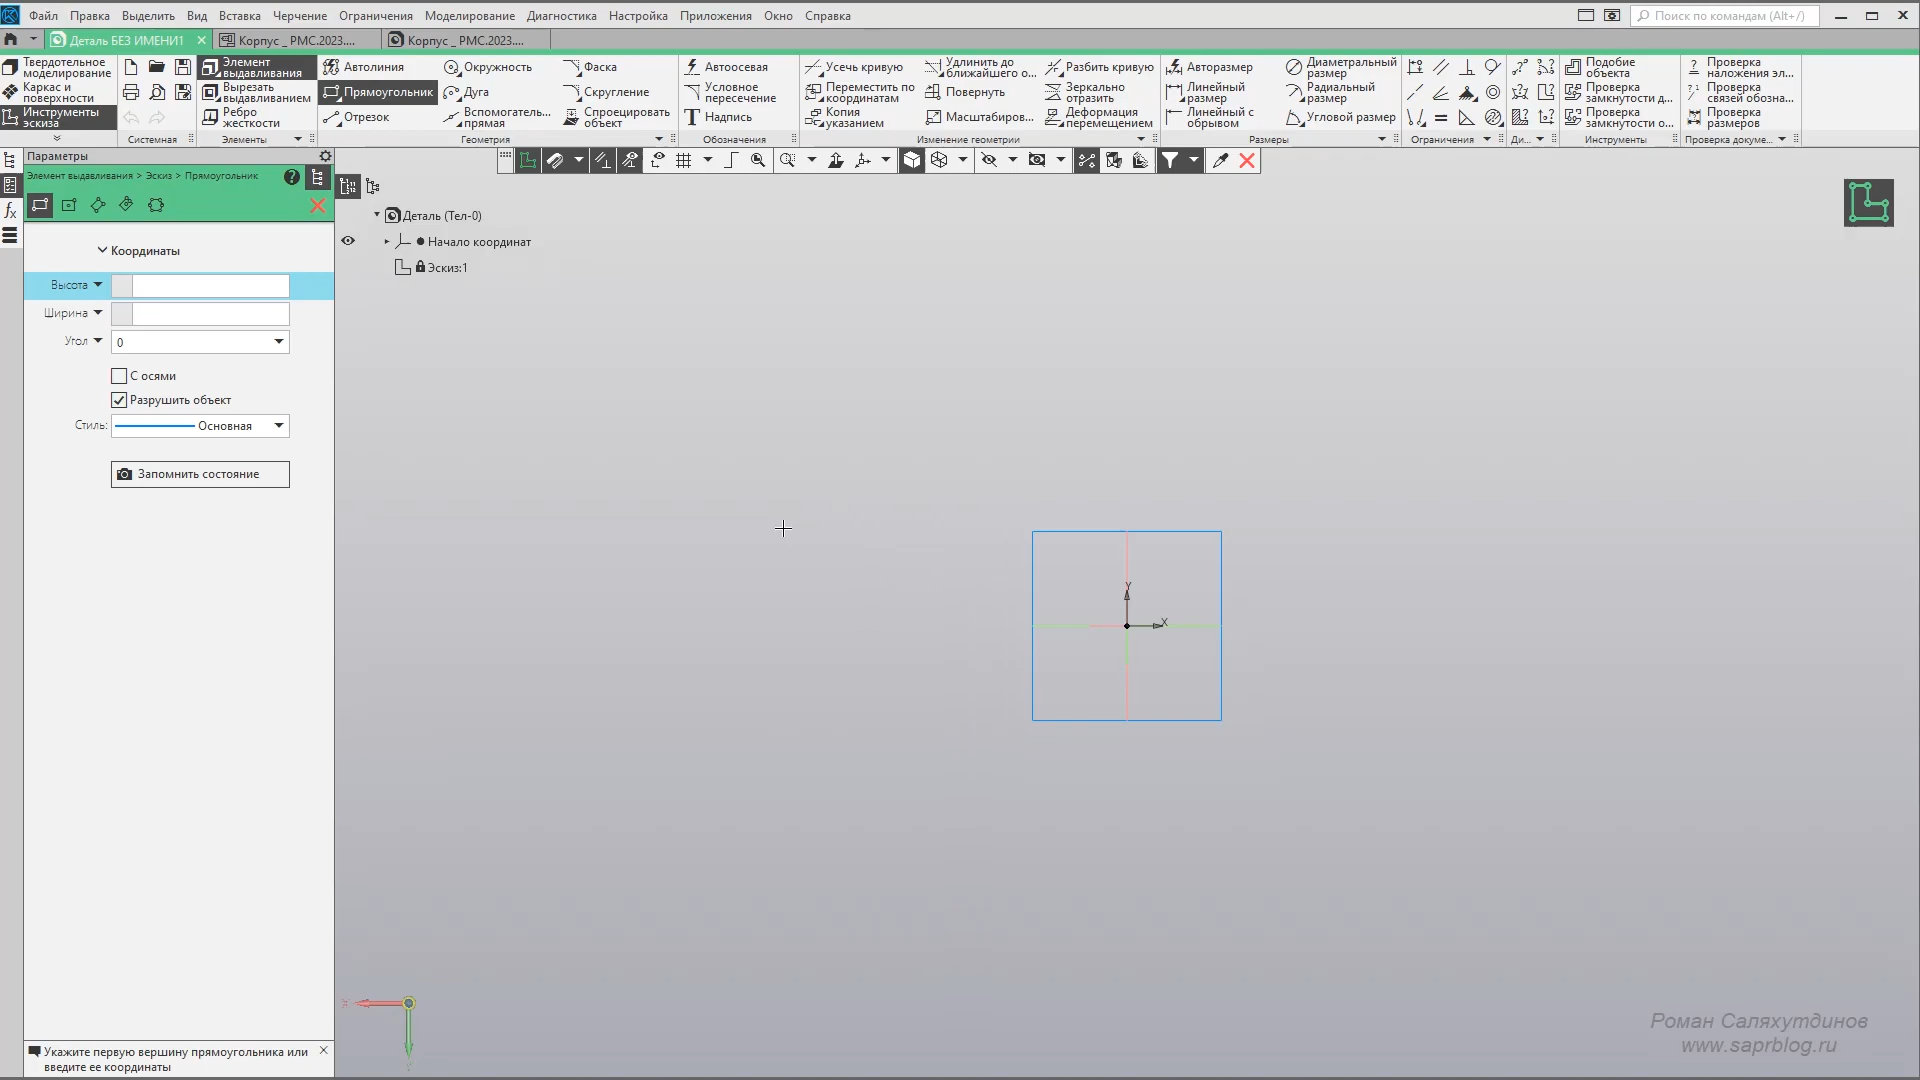 Файл Правка Выделить Вид Вставка Черчение Ограничения Моделирование Диагностика Настройка Приложения Окно Справка
Поиск по командам (Alt+/)
Деталь БЕЗ ИМЕНИ1 Корпус _ РМС.2023.... Корпус _ РМС.2023....
Твердотельное моделирование
Каркас и поверхности
Инструменты эскиза
Системная
Элемент выдавливания
Вырезать выдавливанием
Ребро жесткости
Элементы
Автолиния Окружность Фаска
Прямоугольник Дуга Скругление
Отрезок Вспомогатель... прямая Спроецировать объект
Геометрия
Автоосевая
Условное пересечение
Надпись
Обозначения
Усечь кривую Удлинить до ближайшего о... Разбить кривую
Переместить по координатам Повернуть Зеркально отразить
Копия указанием Масштабиров... Деформация перемещением
Изменение геометрии
Авторазмер Диаметральный размер
Линейный размер Радиальный размер
Линейный с обрывом Угловой размер
Размеры
Ограничения
Ди...
Подобие объекта
Проверка замкнутости д...
Проверка замкнутости о...
Инструменты
Проверка наложения эл...
Проверка связей обозна...
Проверка размеров
Проверка докуме...
Параметры
Элемент выдавливания > Эскиз > Прямоугольник
Координаты
Высота
Ширина
Угол 0
С осями
Разрушить объект
Стиль: Основная
Запомнить состояние
Деталь (Тел-0)
Начало координат
Эскиз:1
Y
X
X
Укажите первую вершину прямоугольника или
введите ее координаты
Роман Саляхутдинов
www.saprblog.ru